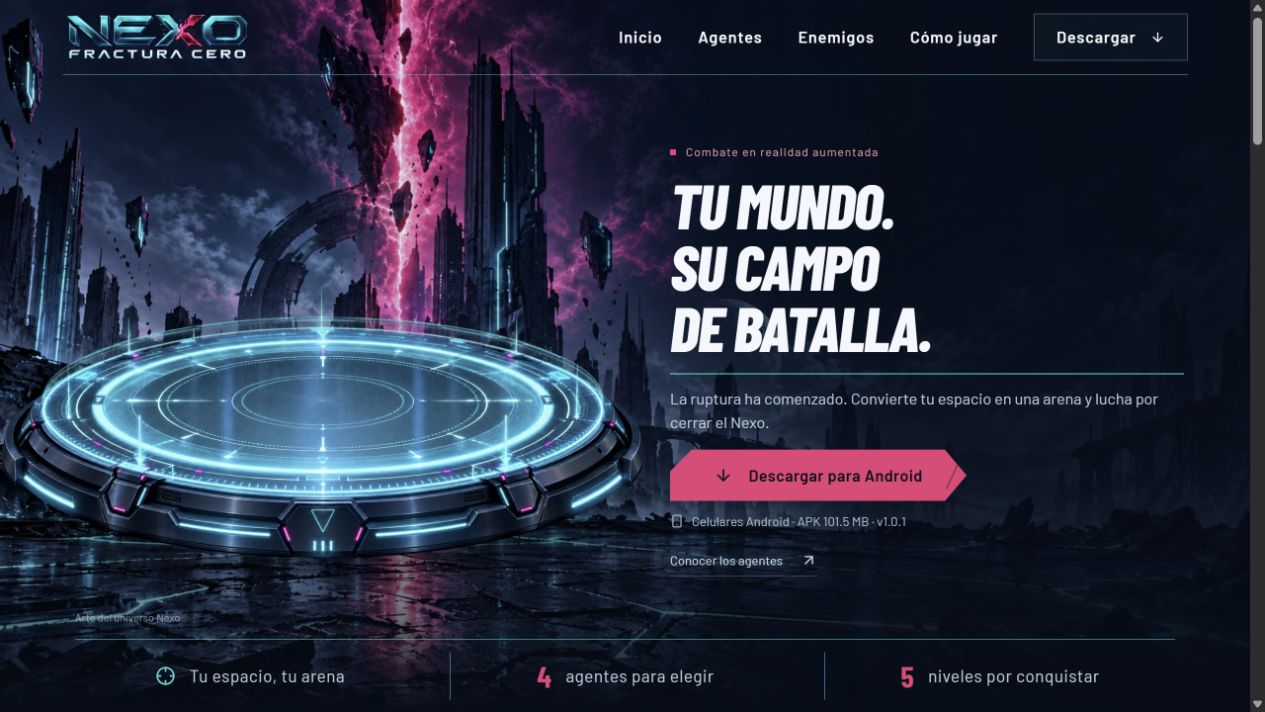 NEXO
FRACTURA CERO
Inicio
Agentes
Enemigos
Cómo jugar
Descargar
Combate en realidad aumentada
TU MUNDO.
SU CAMPO
DE BATALLA.
La ruptura ha comenzado. Convierte tu espacio en una arena y lucha por
cerrar el Nexo.
Descargar para Android
Celulares Android · APK 101.5 MB · v1.0.1
Conocer los agentes
Arte del universo Nexo
Tu espacio, tu arena
4 agentes para elegir
5 niveles por conquistar